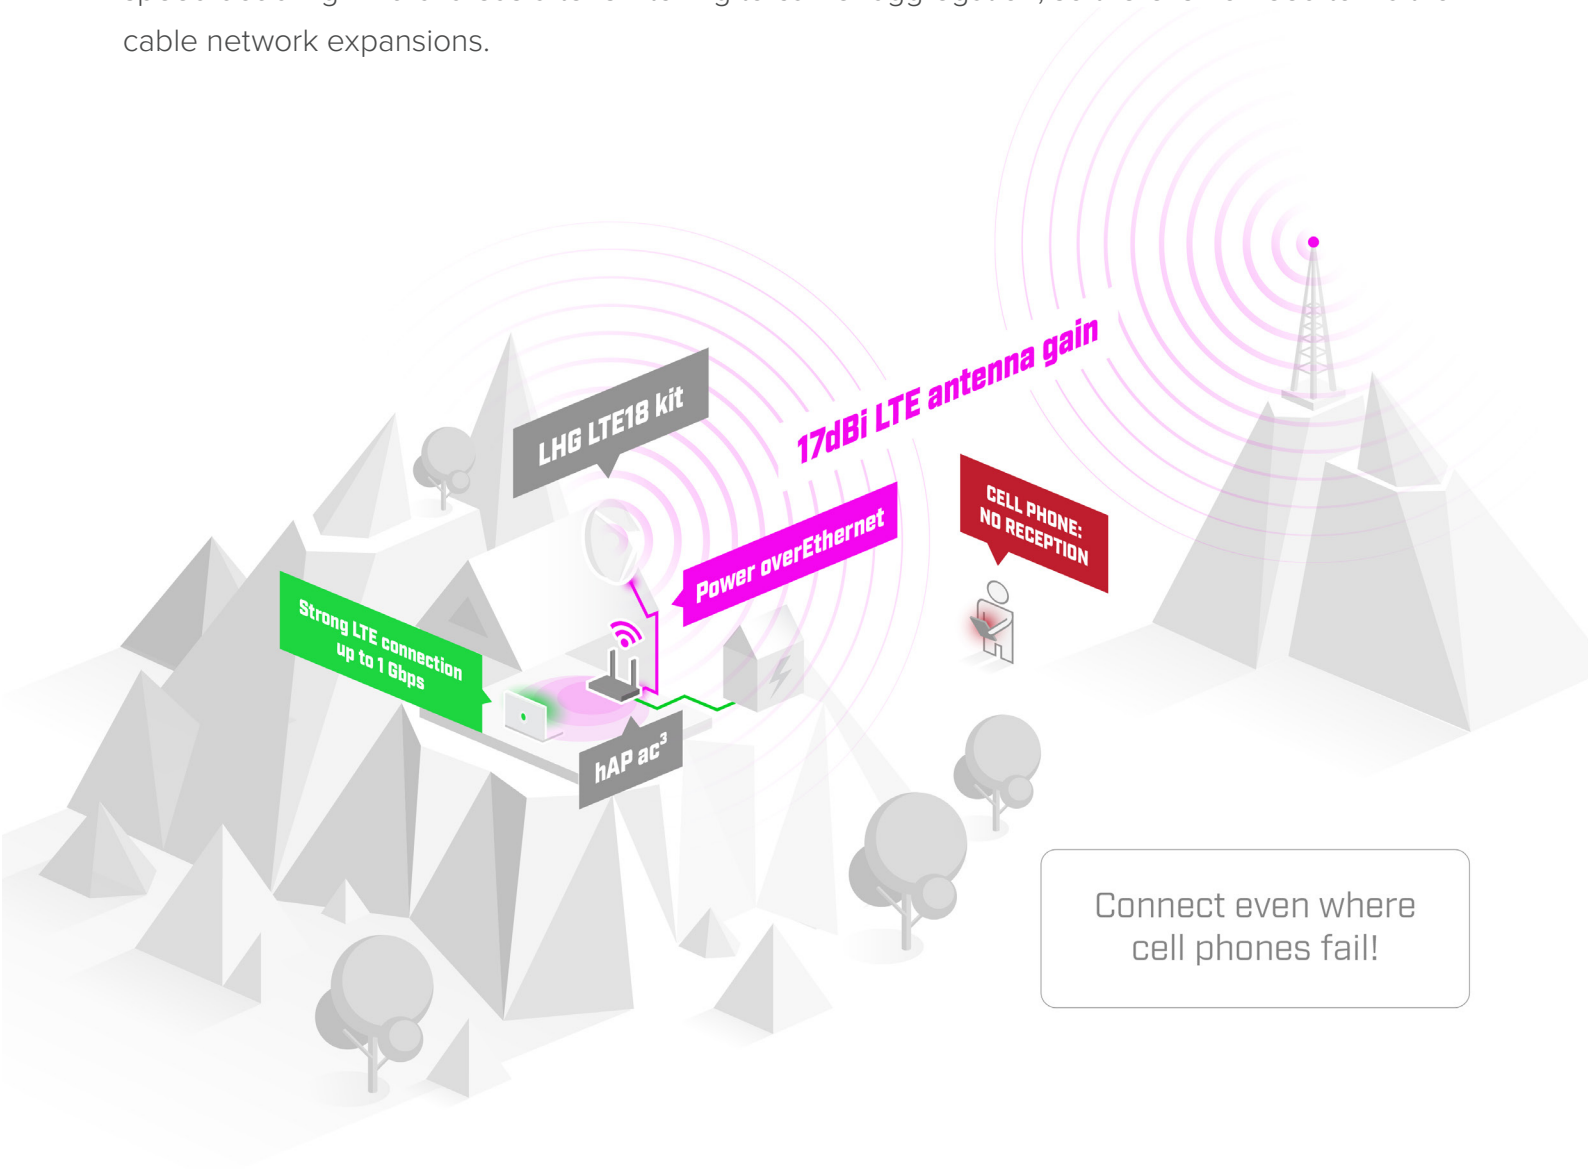 cable network expansions.
17dBi LTE antenna gain
LHG LTE18 kit
CELL PHONE:
NO RECEPTION
Power overEthernet
Strong LTE connection
up to 1 Gbps
hAP ac³
Connect even where
cell phones fail!